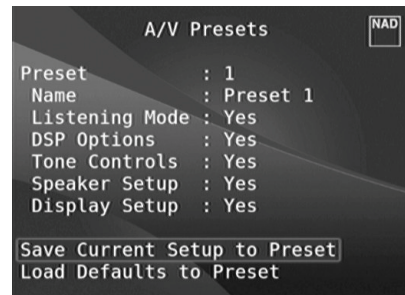 A/V Presets
NAD
Preset : 1
Name : Preset 1
Listening Mode : Yes
DSP Options : Yes
Tone Controls : Yes
Speaker Setup : Yes
Display Setup : Yes
Save Current Setup to Preset
Load Defaults to Preset